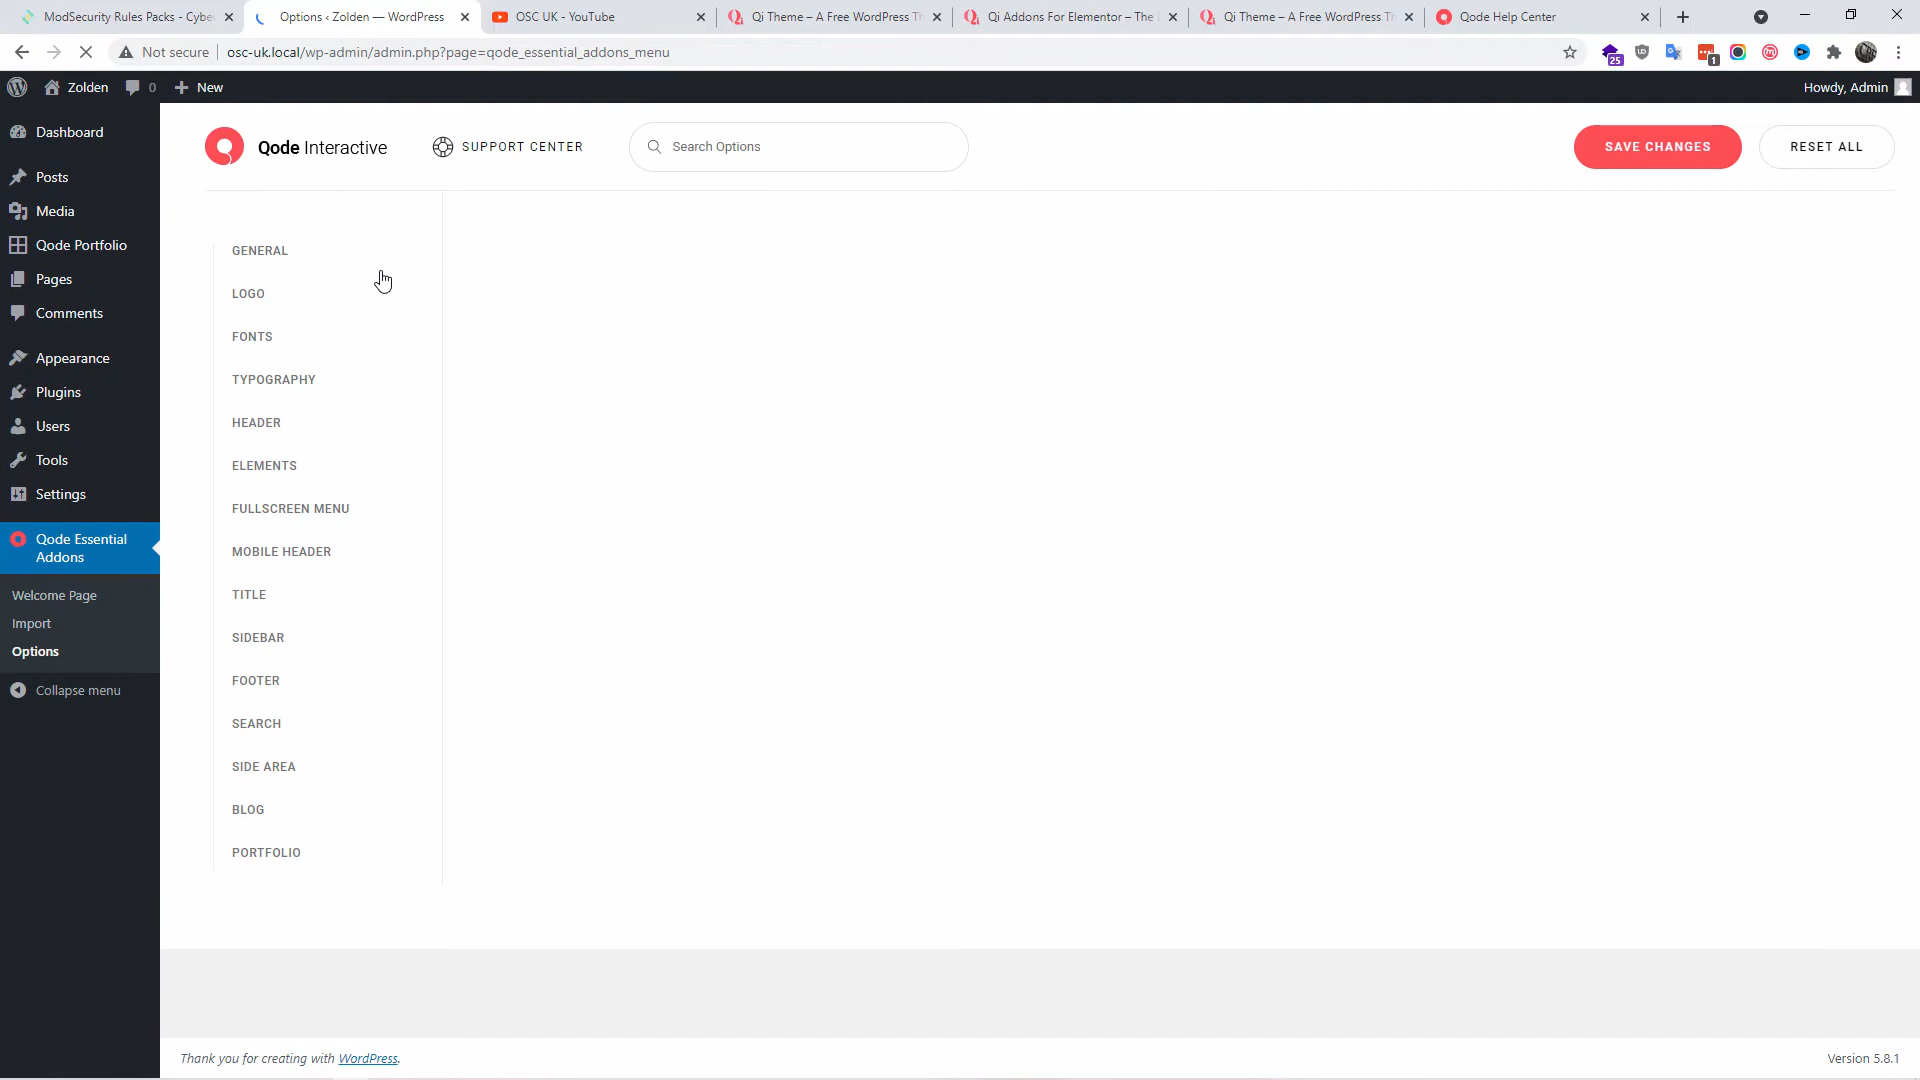 ModSecurity Rules Packs - Cybe
Options ‹ Zolden — WordPress
OSC UK - YouTube
Qi Theme – A Free WordPress Th
Qi Addons For Elementor – The
Qi Theme – A Free WordPress Th
Qode Help Center
Not secure
osc-uk.local/wp-admin/admin.php?page=qode_essential_addons_menu
25
1
Zolden
0
New
Howdy, Admin
Dashboard
Posts
Media
Qode Portfolio
Pages
Comments
Appearance
Plugins
Users
Tools
Settings
Qode Essential
Addons
Welcome Page
Import
Options
Collapse menu
Qode Interactive
SUPPORT CENTER
Search Options
SAVE CHANGES
RESET ALL
GENERAL
LOGO
FONTS
TYPOGRAPHY
HEADER
ELEMENTS
FULLSCREEN MENU
MOBILE HEADER
TITLE
SIDEBAR
FOOTER
SEARCH
SIDE AREA
BLOG
PORTFOLIO
Thank you for creating with WordPress.
Version 5.8.1